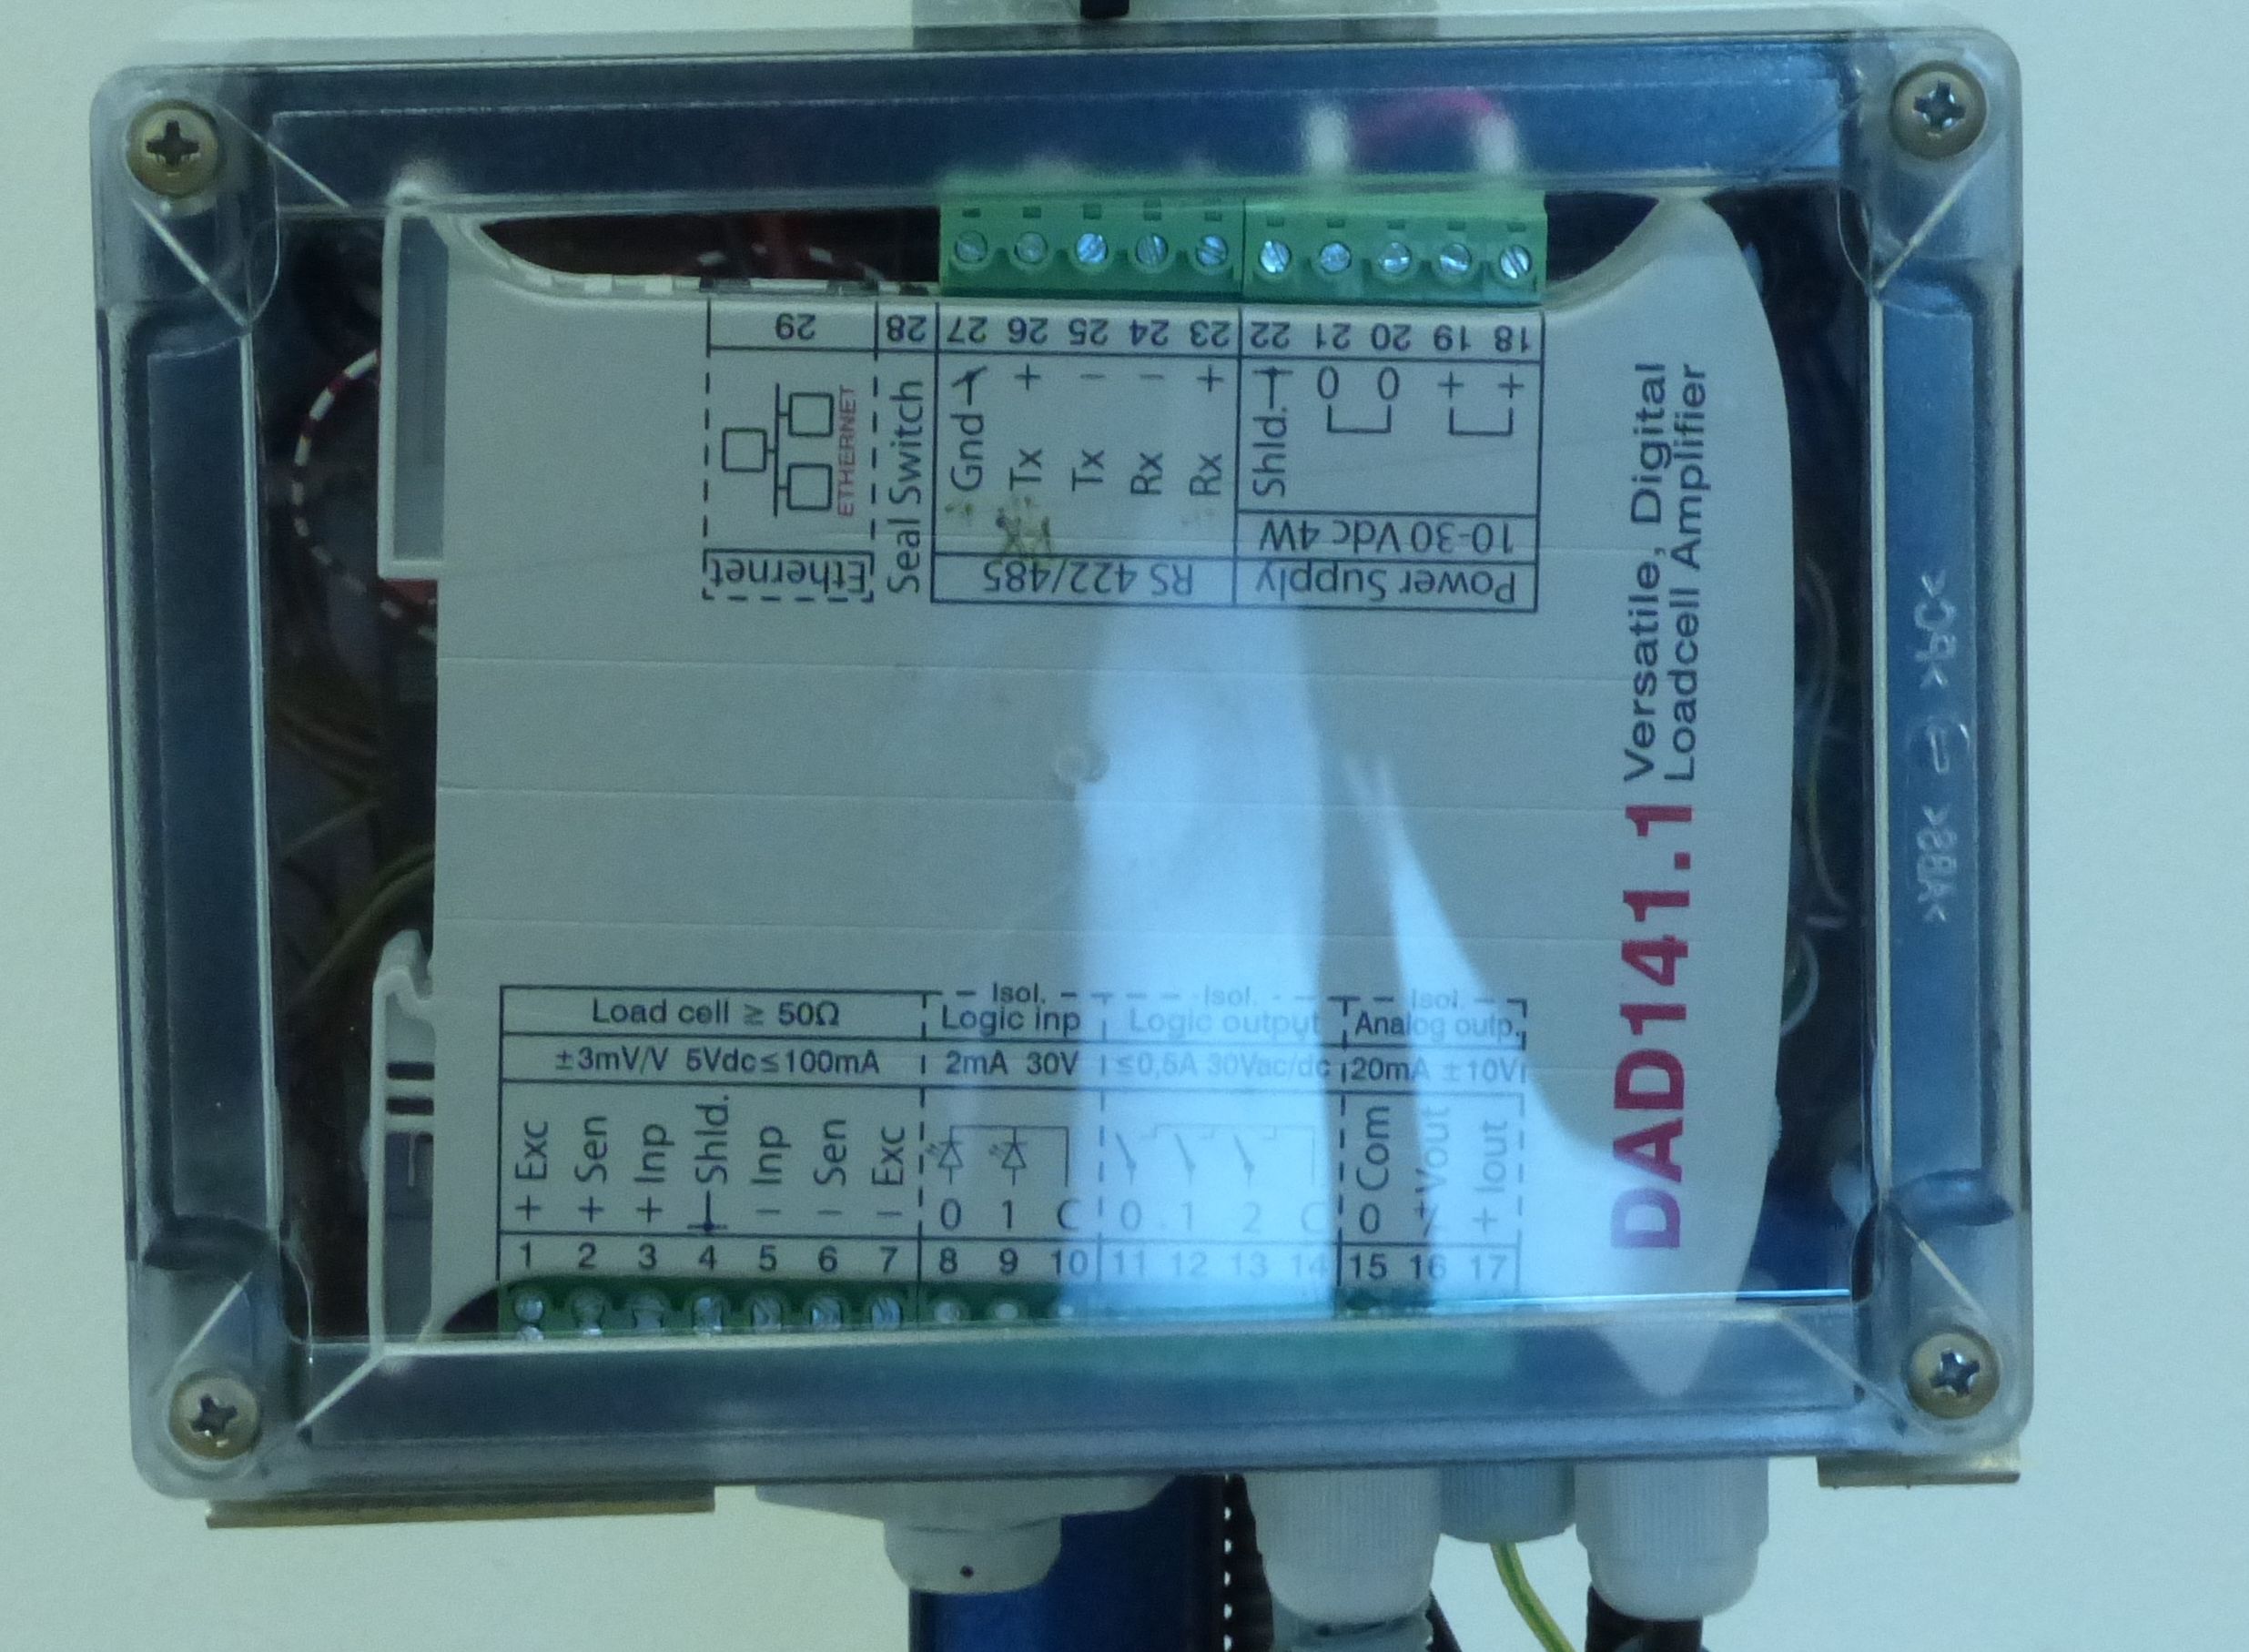 29 28 27 26 25 24 23 22 21 20 19 18
Gnd Tx Tx Rx Rx Shld. 0 0 + +
+ - - +
ETHERNET
Seal Switch
10-30 Vdc 4W
Ethernet
RS 422/485
Power Supply
DAD141.1
Versatile, Digital
Loadcell Amplifier
>PC<
>ABS<
Isol. Isol. Isol.
Load cell ≥ 50Ω Logic inp Logic output Analog outp.
±3mV/V 5Vdc≤100mA 2mA 30V ≤0,5A 30Vac/dc 20mA ±10V
+ Exc + Sen + Inp Shld. - Inp - Sen - Exc 0 1 C 0 1 2 C 0 Com + Vout + Iout
1 2 3 4 5 6 7 8 9 10 11 12 13 14 15 16 17